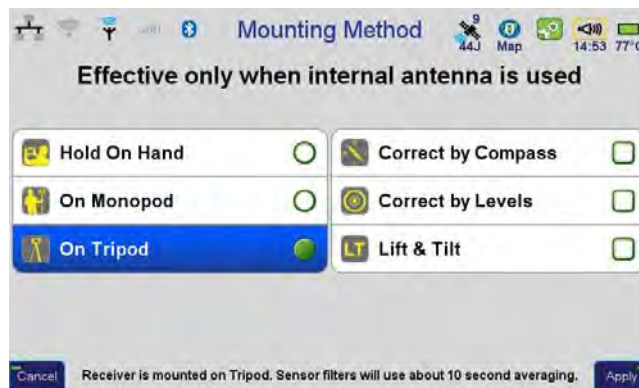 Mounting Method
9
44J
Map
14:53 77°C
Effective only when internal antenna is used
Hold On Hand
Correct by Compass
On Monopod
Correct by Levels
On Tripod
LT Lift & Tilt
Cancel
Receiver is mounted on Tripod. Sensor filters will use about 10 second averaging.
Apply